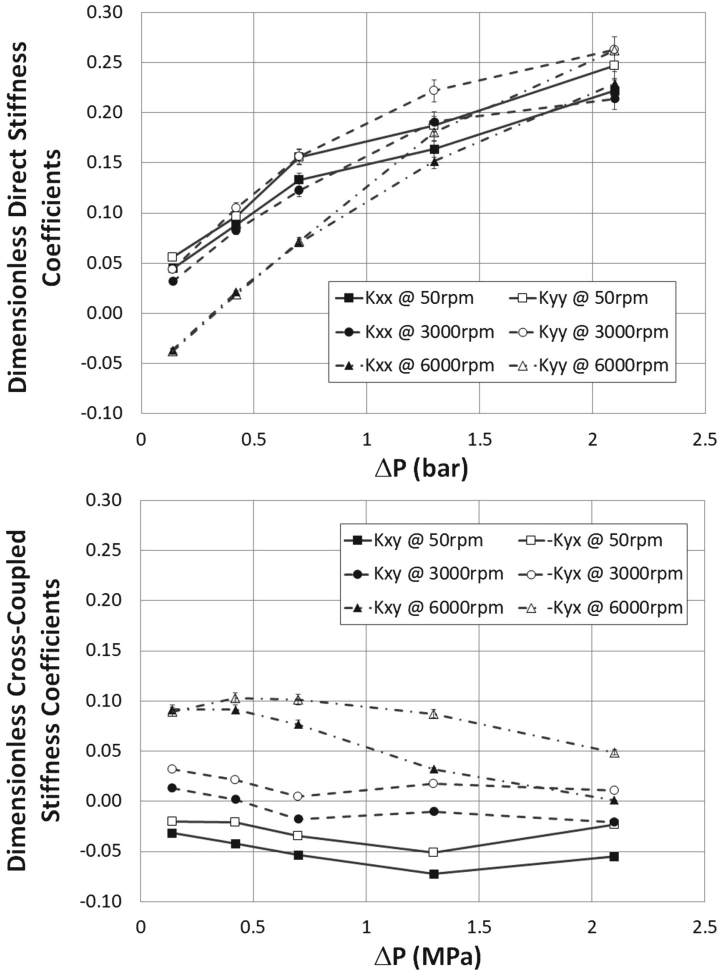 Dimensionless Direct Stiffness
Coefficients
0.30
0.25
0.20
0.15
0.10
0.05
0.00
-0.05
-0.10
Kxx @ 50rpm
Kyy @ 50rpm
Kxx @ 3000rpm
Kyy @ 3000rpm
Kxx @ 6000rpm
Kyy @ 6000rpm
0 0.5 1 1.5 2 2.5
ΔP (bar)
Dimensionless Cross-Coupled
Stiffness Coefficients
0.30
0.25
0.20
0.15
0.10
0.05
0.00
-0.05
-0.10
Kxy @ 50rpm
-Kyx @ 50rpm
Kxy @ 3000rpm
-Kyx @ 3000rpm
Kxy @ 6000rpm
-Kyx @ 6000rpm
0 0.5 1 1.5 2 2.5
ΔP (MPa)